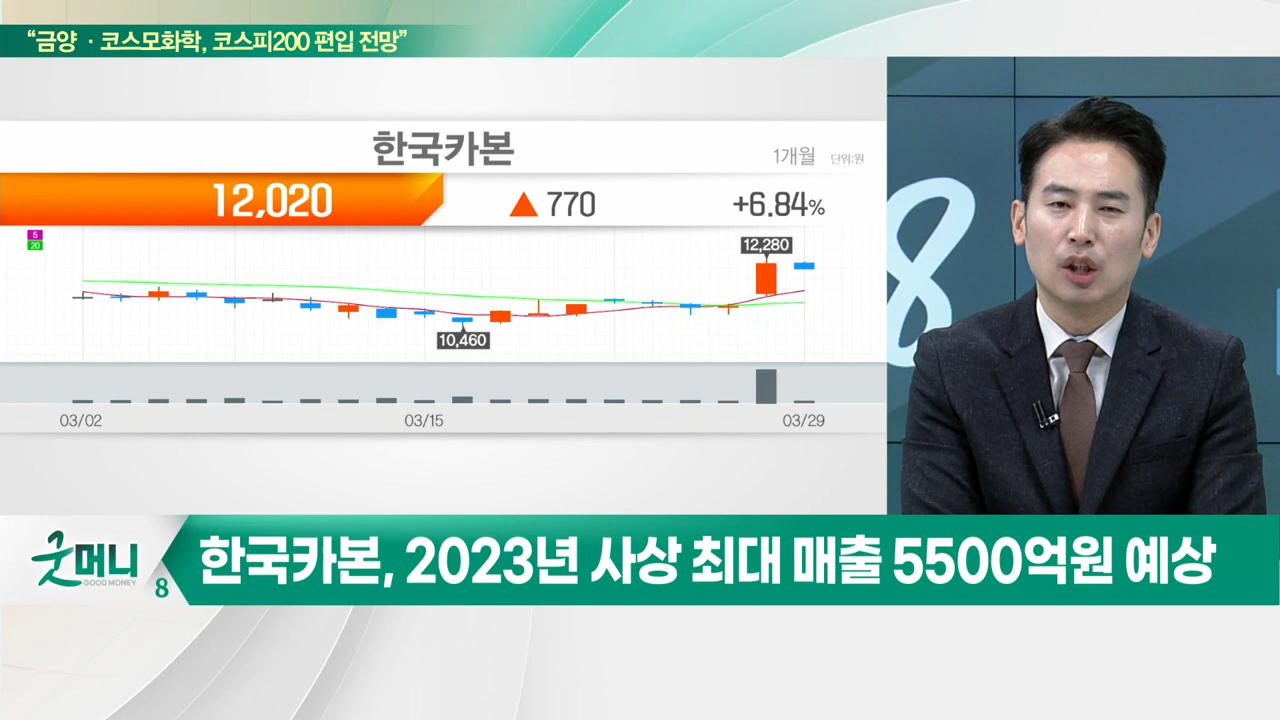 “금양 · 코스모화학, 코스피200 편입 전망”
한국카본
1개월 단위:원
12,020 ▲ 770 +6.84%
5
20
12,280
10,460
03/02 03/15 03/29
8
굿머니
GOOD MONEY
8
한국카본, 2023년 사상 최대 매출 5500억원 예상